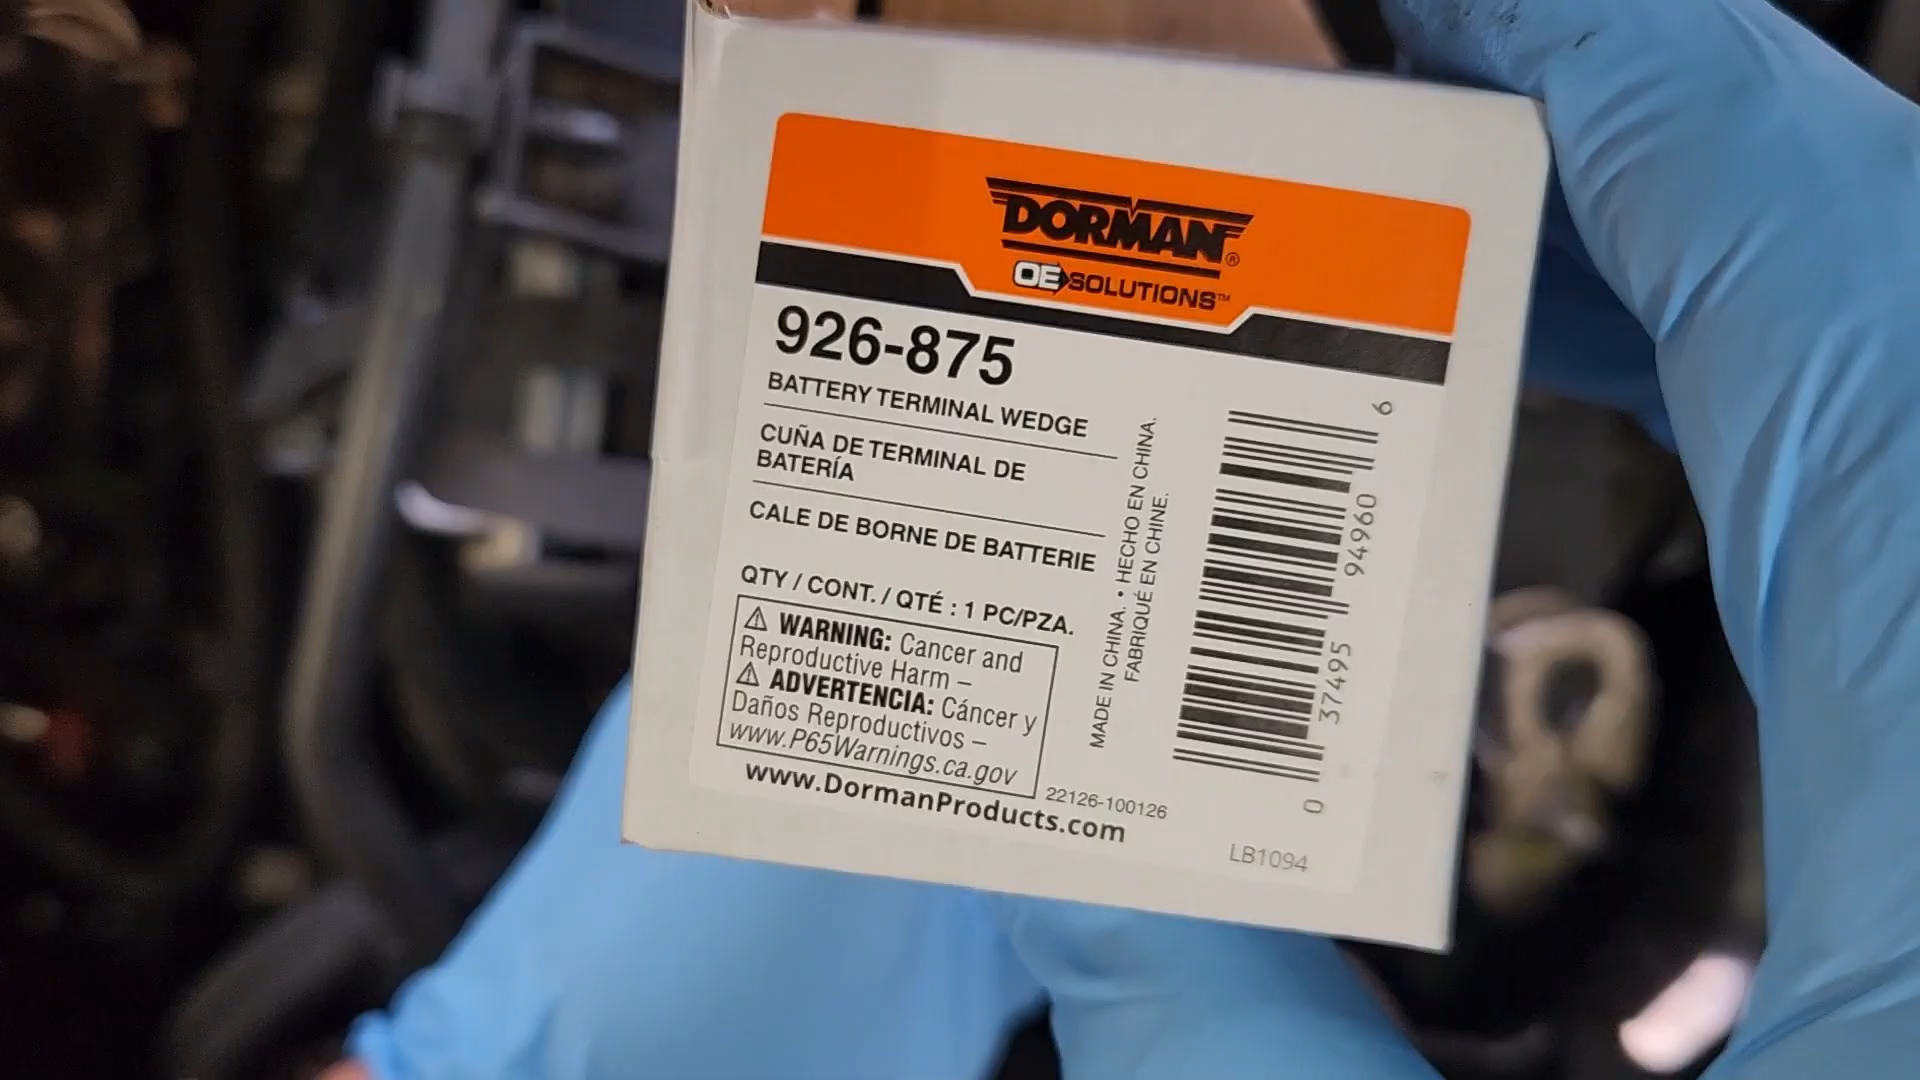 DORMAN®
OE SOLUTIONS™
926-875
BATTERY TERMINAL WEDGE
CUÑA DE TERMINAL DE
BATERÍA
CALE DE BORNE DE BATTERIE
QTY / CONT. / QTÉ : 1 PC/PZA.
⚠ WARNING: Cancer and
Reproductive Harm –
⚠ ADVERTENCIA: Cáncer y
Daños Reproductivos –
www.P65Warnings.ca.gov
www.DormanProducts.com
22126-100126
MADE IN CHINA. • HECHO EN CHINA.
FABRIQUÉ EN CHINE.
0 37495 94960 6
LB1094